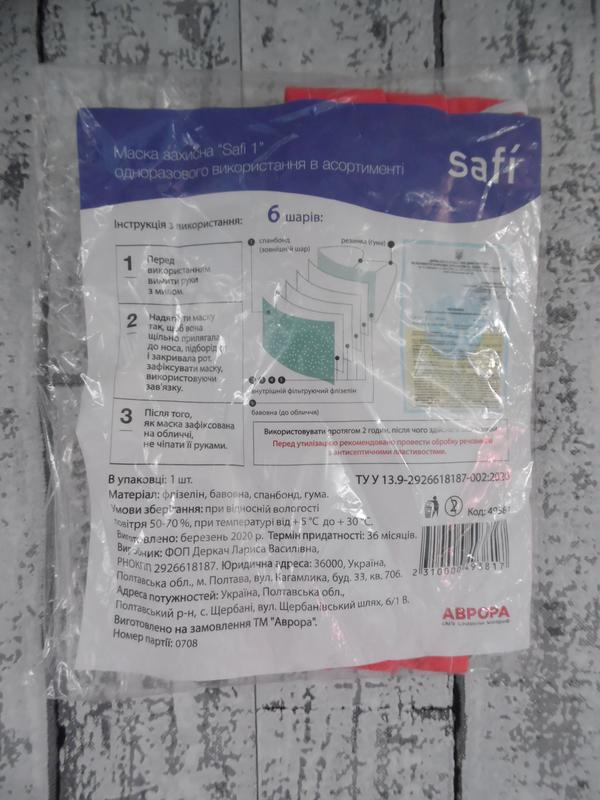 Маска захисна "Safi 1"
одноразового використання в асортименті
safi
Інструкція з використання:
6 шарів:
1 Перед
використанням
вимити руки
з милом.
2 Надягніти маску
так, щоб вона
щільно прилягала
до носа, підборіддя
і закривала рот,
зафіксувати маску,
використовуючи
зав'язку.
3 Після того,
як маска зафіксована
на обличчі,
не чіпати її руками.
спанбонд
(зовнішній шар)
резинка (гума)
внутрішній фільтруючий флізелін
бавовна (до обличчя)
Використовувати протягом 2 годин, після чого
Перед утилізацією рекомендовано провести обробку речовиною
з антисептичними властивостями.
В упаковці: 1 шт.
ТУ У 13.9-2926618187-002:2020
Матеріал: флізелін, бавовна, спанбонд, гума.
Умови зберігання: при відносній вологості
повітря 50-70 %, при температурі від + 5 °C до + 30 °C.
Код: 49381
Виготовлено: березень 2020 р. Термін придатності: 36 місяців.
Виробник: ФОП Деркач Лариса Василівна,
РНОКПП 2926618187. Юридична адреса: 36000, Україна,
Полтавська обл., м. Полтава, вул. Кагамлика, буд. 33, кв. 706.
Адреса потужностей: Україна, Полтавська обл.,
Полтавський р-н, с. Щербані, вул. Щербанівський шлях, 6/1 В.
Виготовлено на замовлення ТМ "Аврора".
Номер партії: 0708
2310000493817
АВРОРА